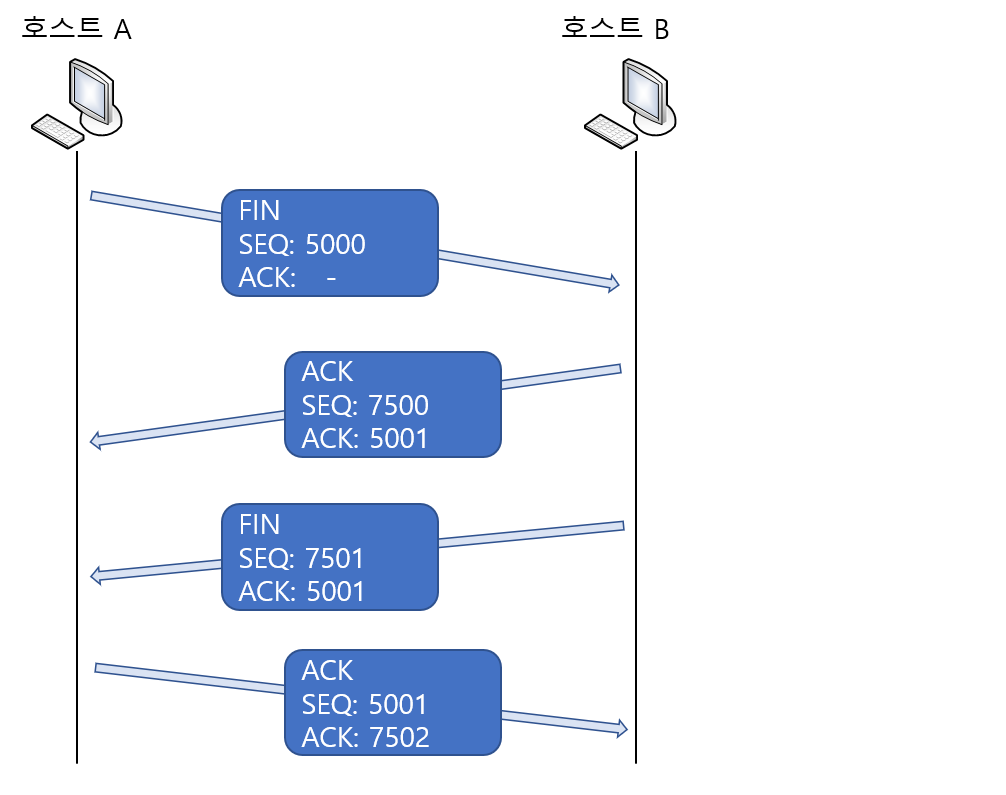 호스트 A
호스트 B
FIN
SEQ: 5000
ACK: -
ACK
SEQ: 7500
ACK: 5001
FIN
SEQ: 7501
ACK: 5001
ACK
SEQ: 5001
ACK: 7502